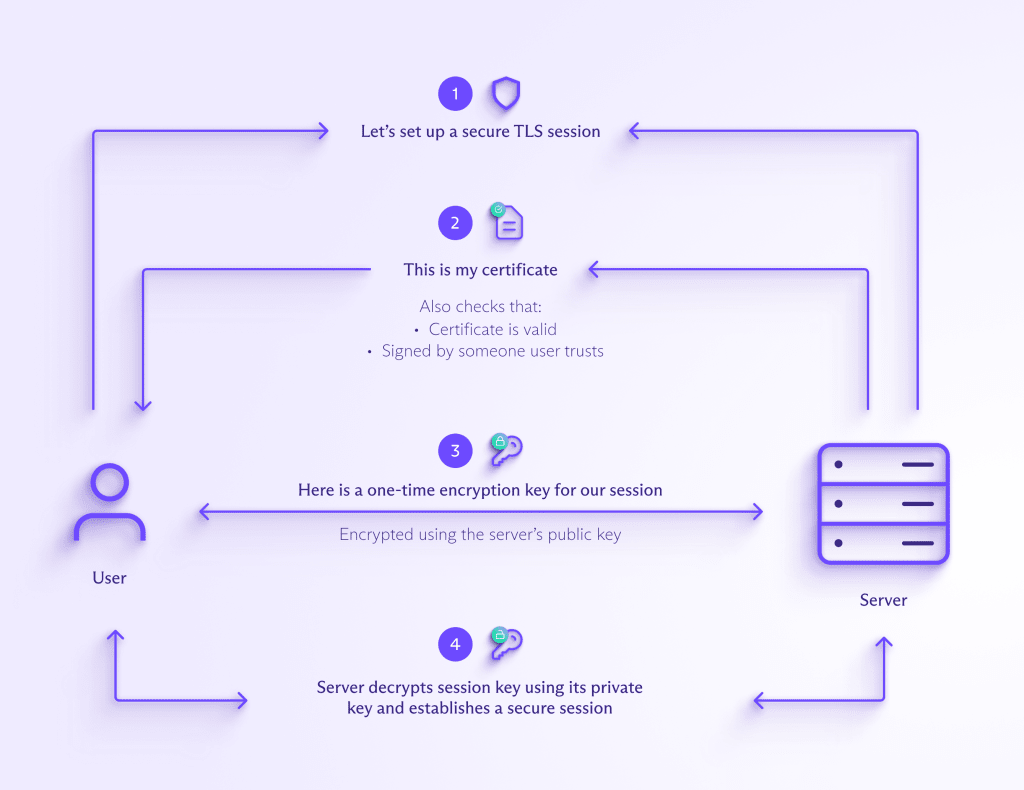 1
Let’s set up a secure TLS session
2
This is my certificate
Also checks that:
• Certificate is valid
• Signed by someone user trusts
3
Here is a one-time encryption key for our session
Encrypted using the server’s public key
User
Server
4
Server decrypts session key using its private
key and establishes a secure session